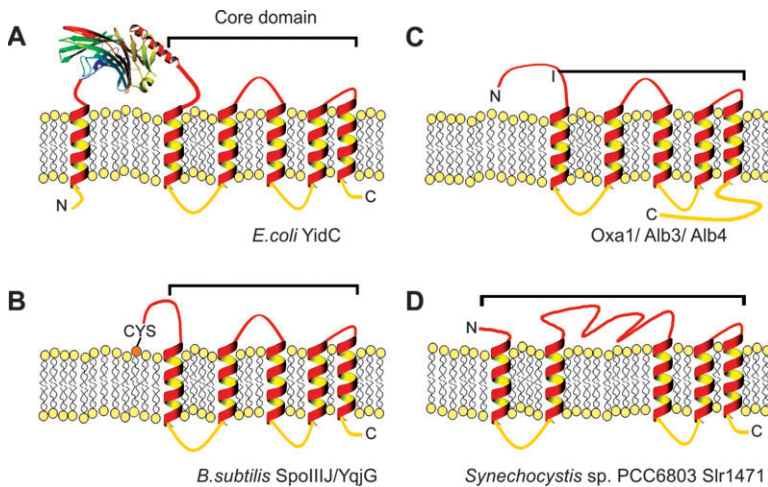 A
Core domain
N
C
E.coli YidC
B
CYS
C
B.subtilis SpoIIIJ/YqjG
C
N
C
Oxa1/ Alb3/ Alb4
D
N
C
Synechocystis sp. PCC6803 Slr1471